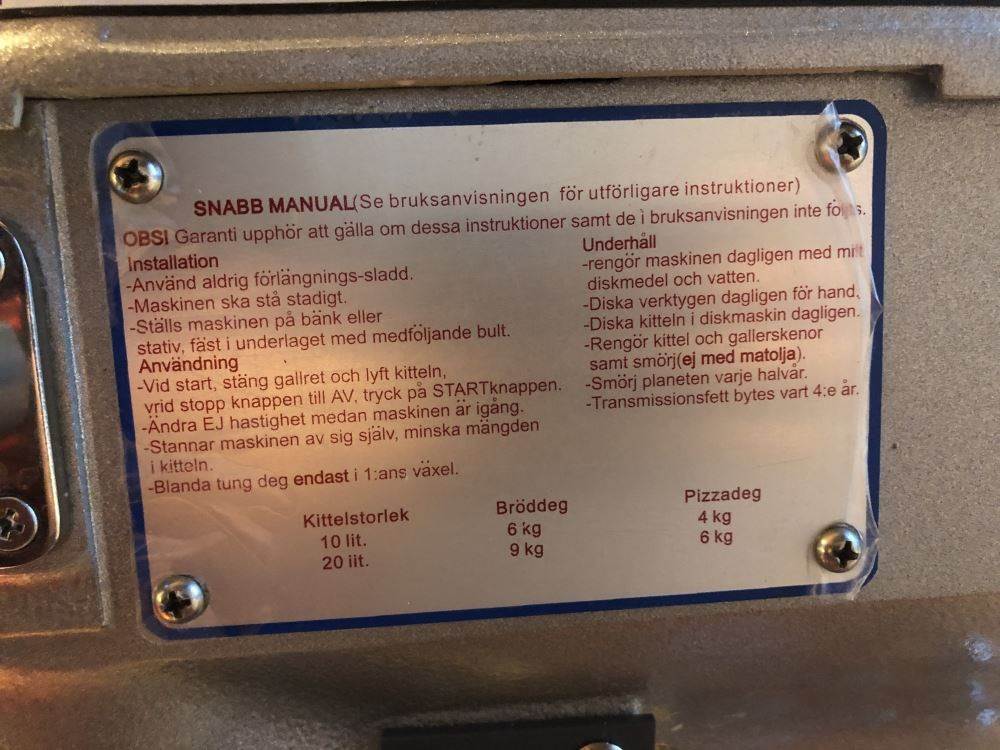 SNABB MANUAL(Se bruksanvisningen för utförligare instruktioner)
OBS! Garanti upphör att gälla om dessa instruktioner samt de i bruksanvisningen inte följs.
Installation
-Använd aldrig förlängnings-sladd.
-Maskinen ska stå stadigt.
-Ställs maskinen på bänk eller
stativ, fäst i underlaget med medföljande bult.
Användning
-Vid start, stäng gallret och lyft kitteln,
vrid stopp knappen till AV, tryck på STARTknappen.
-Ändra EJ hastighet medan maskinen är igång.
-Stannar maskinen av sig själv, minska mängden
i kitteln.
-Blanda tung deg endast i 1:ans växel.
Underhåll
-rengör maskinen dagligen med milt
diskmedel och vatten.
-Diska verktygen dagligen för hand.
-Diska kitteln i diskmaskin dagligen.
-Rengör kittel och gallerskenor
samt smörj(ej med matolja).
-Smörj planeten varje halvår.
-Transmissionsfett bytes vart 4:e år.
Kittelstorlek Bröddeg Pizzadeg
10 lit. 6 kg 4 kg
20 iit. 9 kg 6 kg